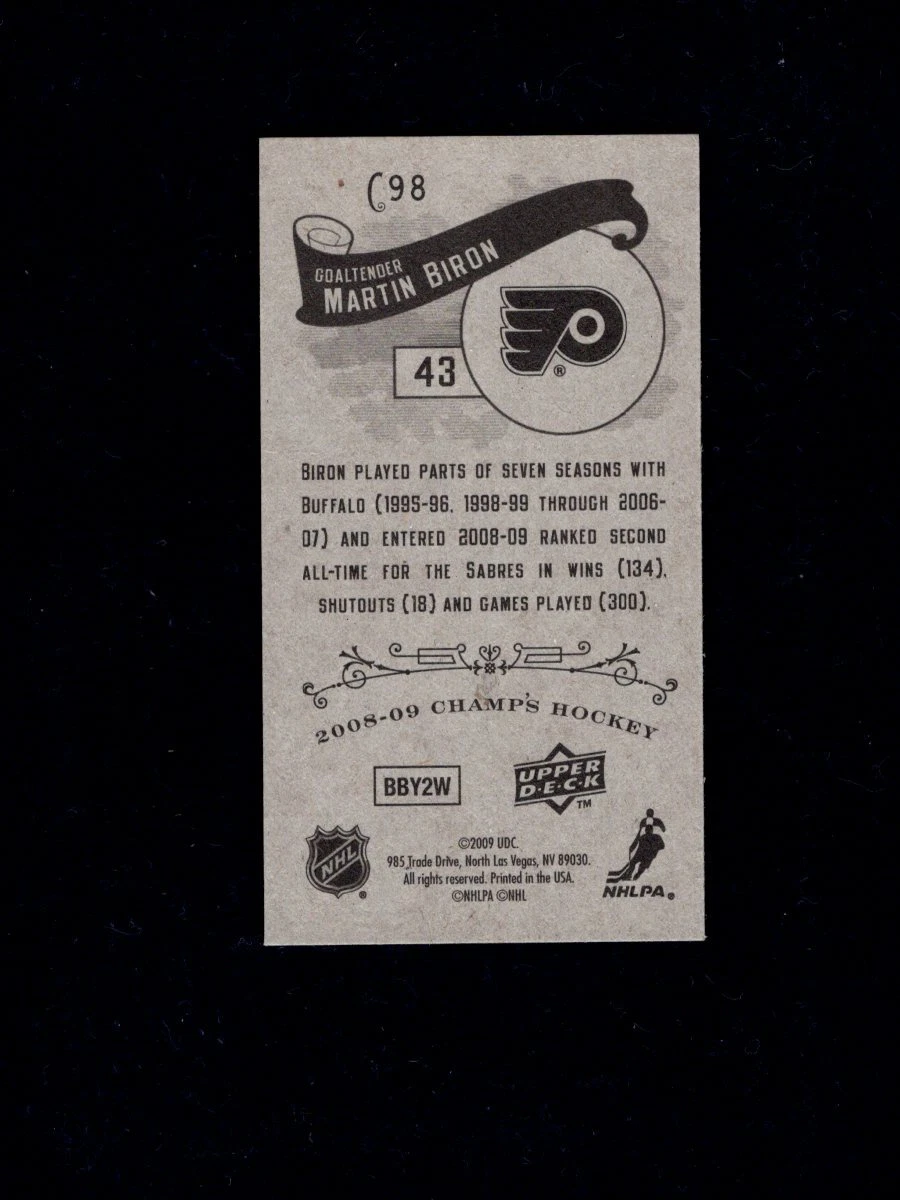 C98
GOALTENDER
MARTIN BIRON
43
®
BIRON PLAYED PARTS OF SEVEN SEASONS WITH
BUFFALO (1995-96, 1998-99 THROUGH 2006-
07) AND ENTERED 2008-09 RANKED SECOND
ALL-TIME FOR THE SABRES IN WINS (134),
SHUTOUTS (18) AND GAMES PLAYED (300).
2008-09 CHAMP'S HOCKEY
BBY2W
UPPER
D·E·C·K
TM
NHL
®
©2009 UDC.
985 Trade Drive, North Las Vegas, NV 89030.
All rights reserved. Printed in the USA.
©NHLPA ©NHL
NHLPA®